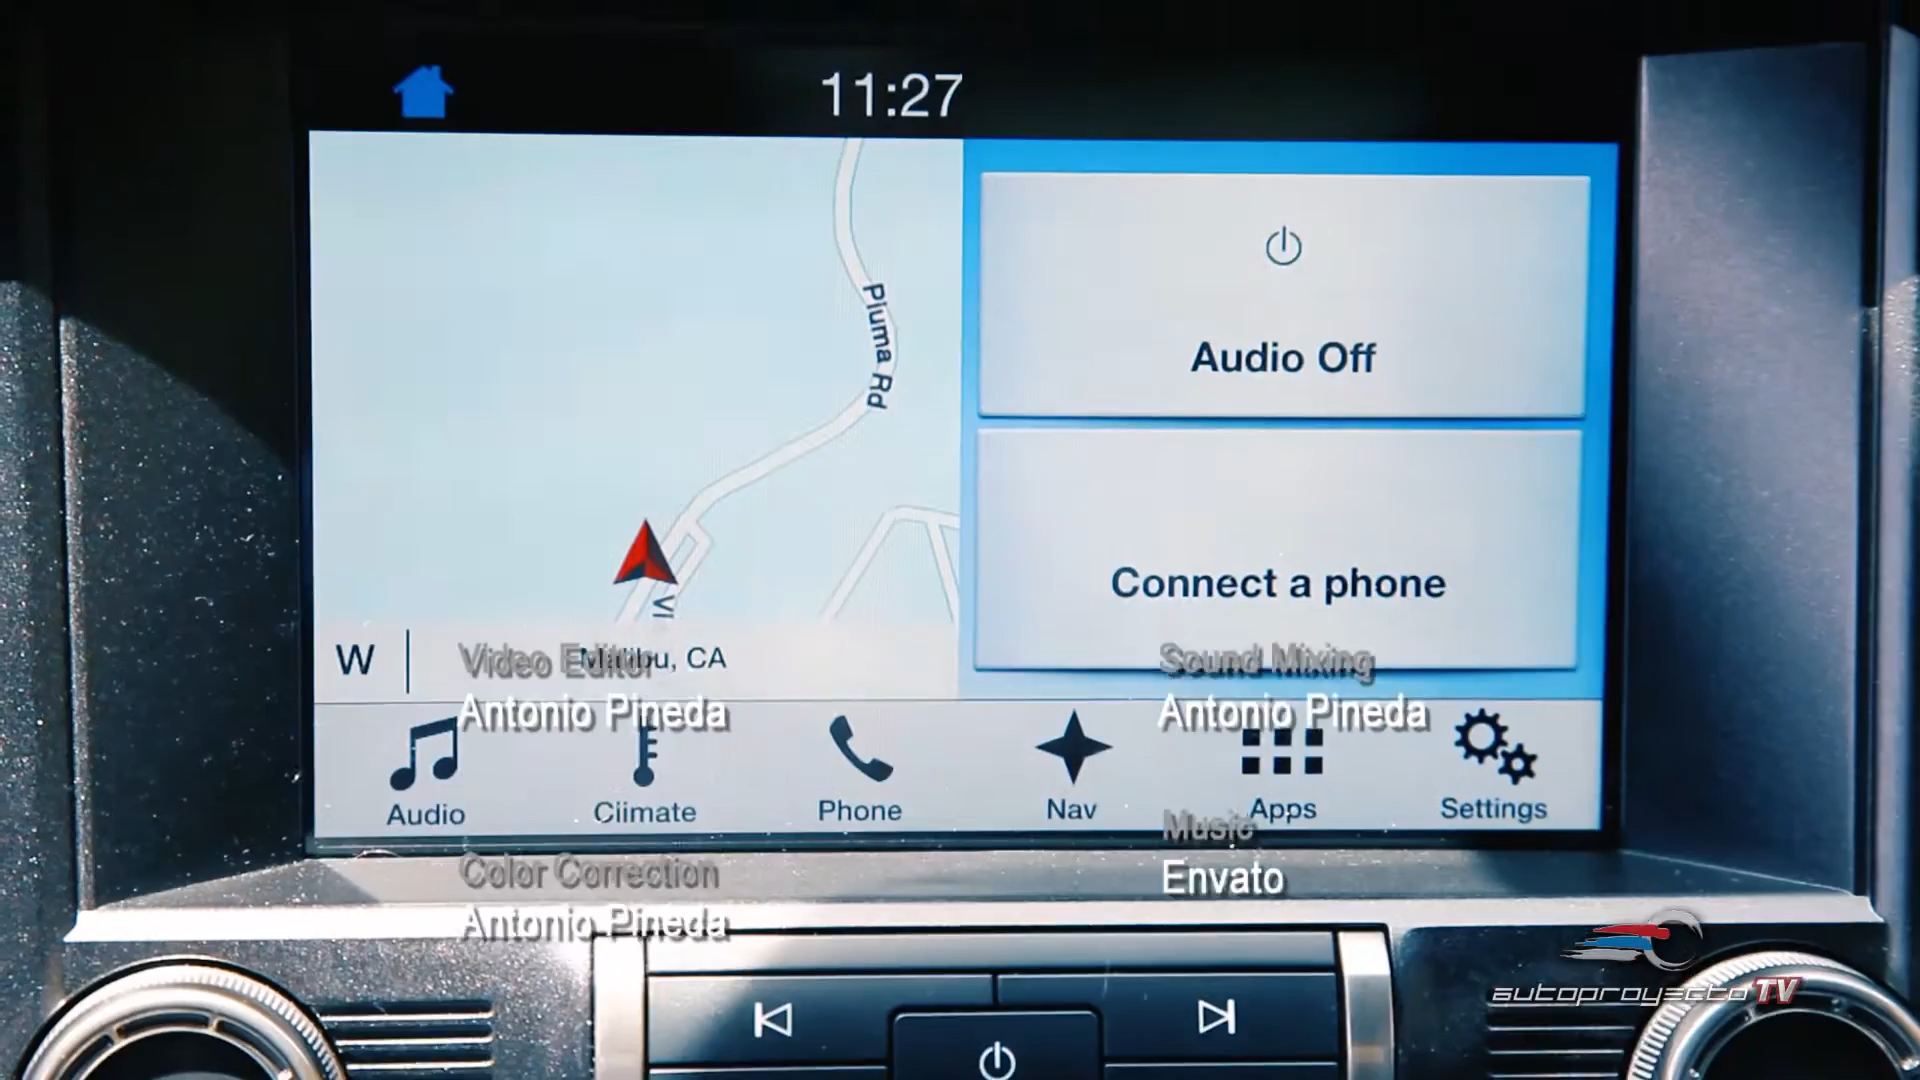 11:27
Piuma Rd
Audio Off
Connect a phone
VI
W
Malibu, CA
Video Editor
Antonio Pineda
Sound Mixing
Antonio Pineda
Audio
Climate
Phone
Nav
Apps
Settings
Music
Envato
Color Correction
Antonio Pineda
autoproyecto TV